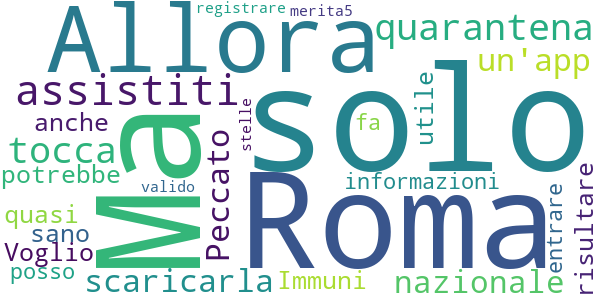 registrare
merita5
Allora
quarantena
un'app
assistiti
stelle
fa
utile
solo
anche
Ma
Peccato
tocca
potrebbe
valido
Roma
informazioni
entrare
risultare
quasi
sano
Voglio
posso
scaricarla
Immuni
nazionale